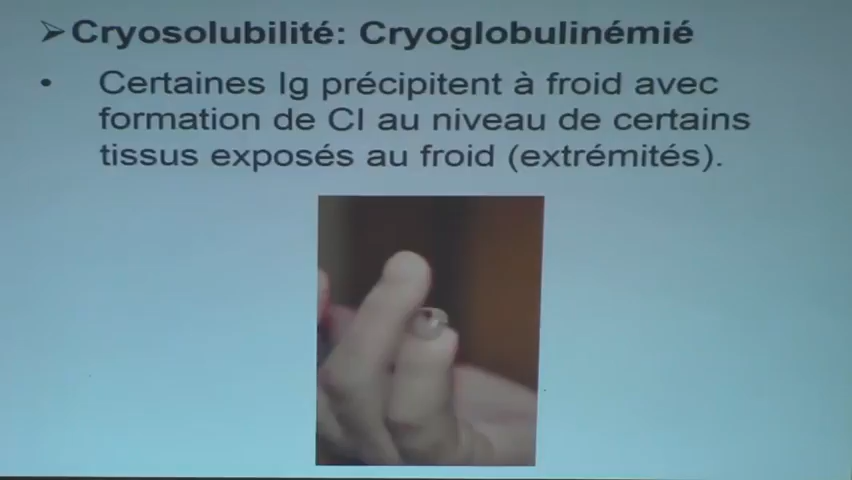 ➢Cryosolubilité: Cryoglobulinémié
• Certaines Ig précipitent à froid avec
formation de CI au niveau de certains
tissus exposés au froid (extrémités).